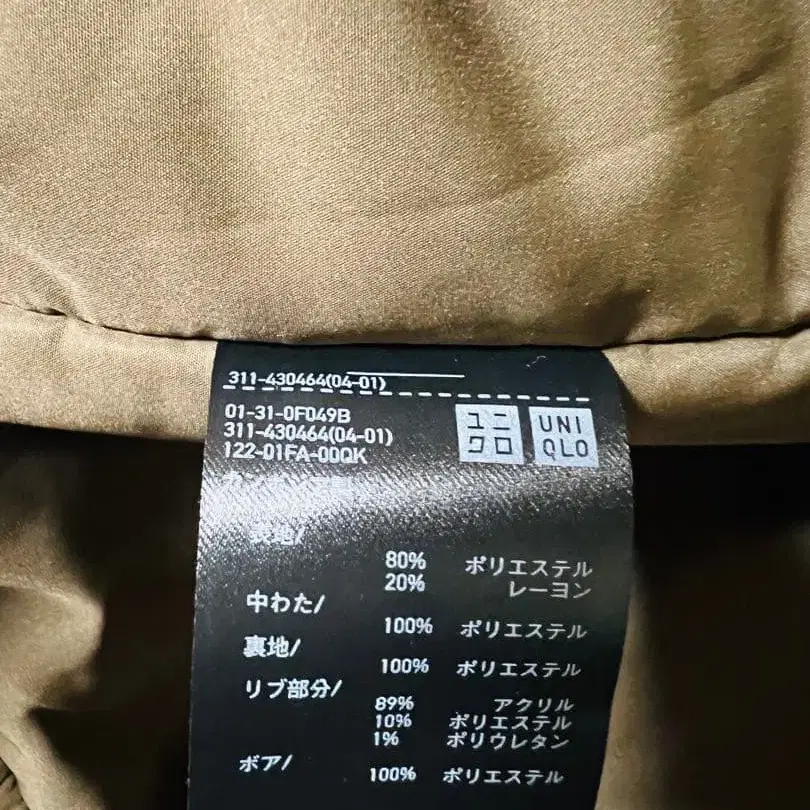 311-430464(04-01)
01-31-0F049B
311-430464(04-01)
122-01FA-00QK
ユニ
クロ
UNI
QLO
表地/
80% ポリエステル
20% レーヨン
中わた/
100% ポリエステル
裏地/
100% ポリエステル
リブ部分/
89% アクリル
10% ポリエステル
1% ポリウレタン
ボア/
100% ポリエステル